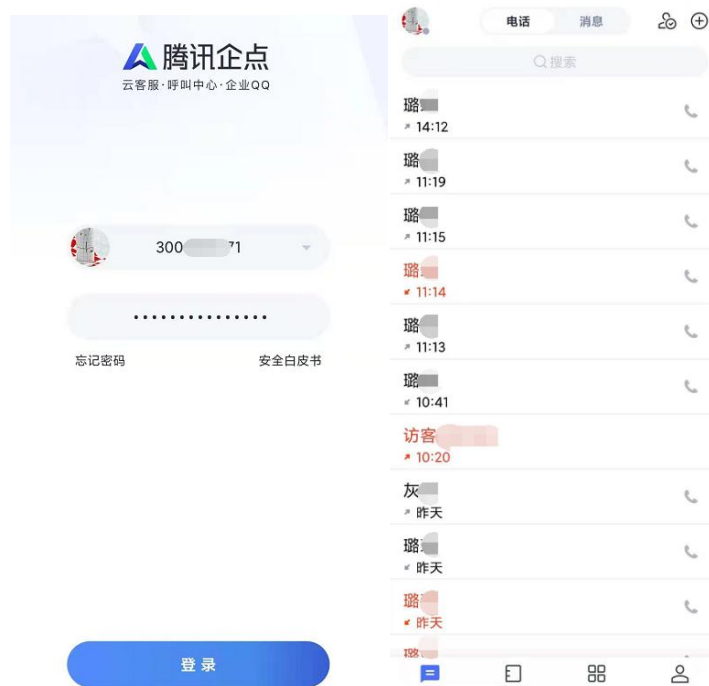 腾讯企点
云客服·呼叫中心·企业QQ
300 71
忘记密码 安全白皮书
登录
电话 消息
搜索
璐
14:12
璐
11:19
璐
11:15
璐
11:14
璐
11:13
璐
10:41
访客
10:20
灰
昨天
璐
昨天
璐
昨天
璐